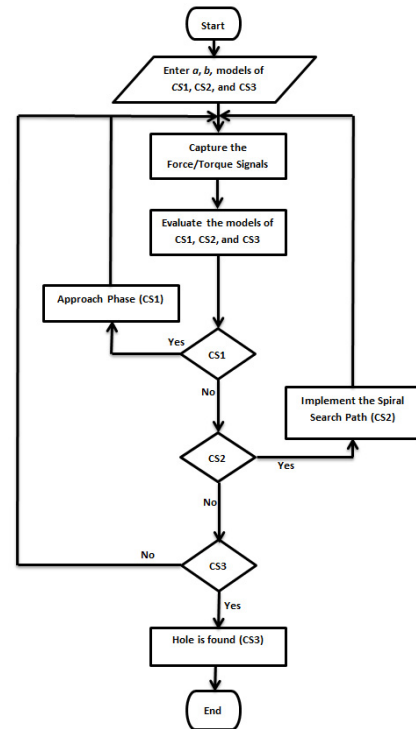 Start
Enter a, b, models of
CS1, CS2, and CS3
Capture the
Force/Torque Signals
Evaluate the models of
CS1, CS2, and CS3
Approach Phase (CS1)
Yes
CS1
No
Implement the Spiral
Search Path (CS2)
CS2
Yes
No
No
CS3
Yes
Hole is found (CS3)
End